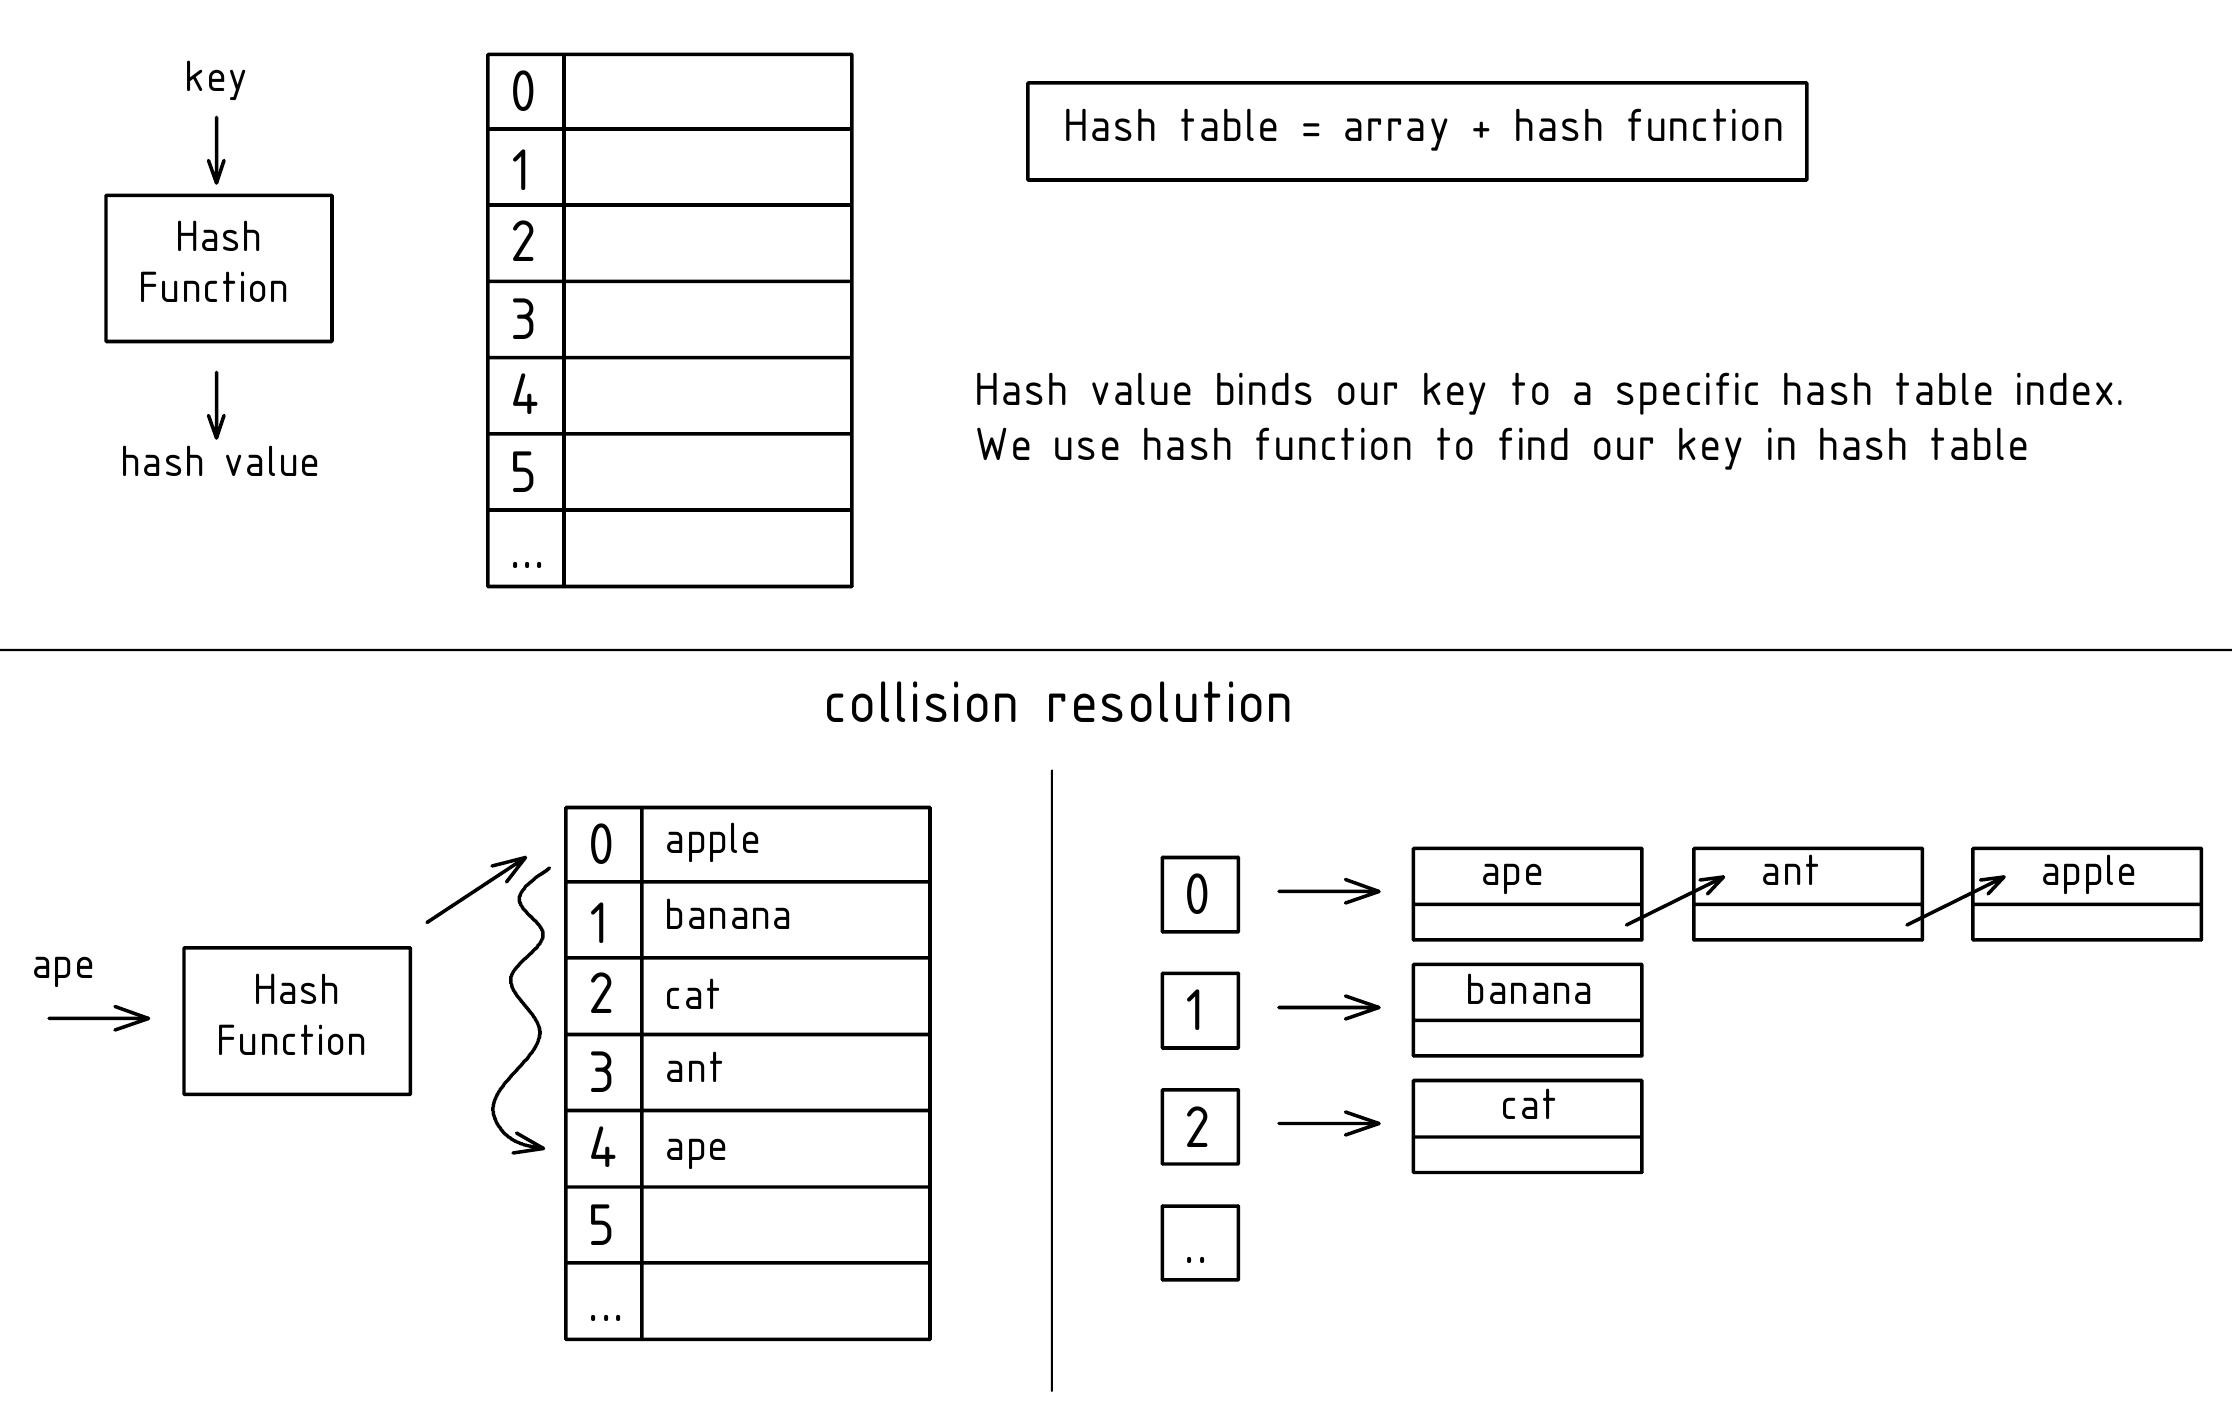 key
Hash
Function
hash value
0
1
2
3
4
5
...
Hash table = array + hash function
Hash value binds our key to a specific hash table index.
We use hash function to find our key in hash table
collision resolution
ape
Hash
Function
0 apple
1 banana
2 cat
3 ant
4 ape
5
...
0 ape ant apple
1 banana
2 cat
..